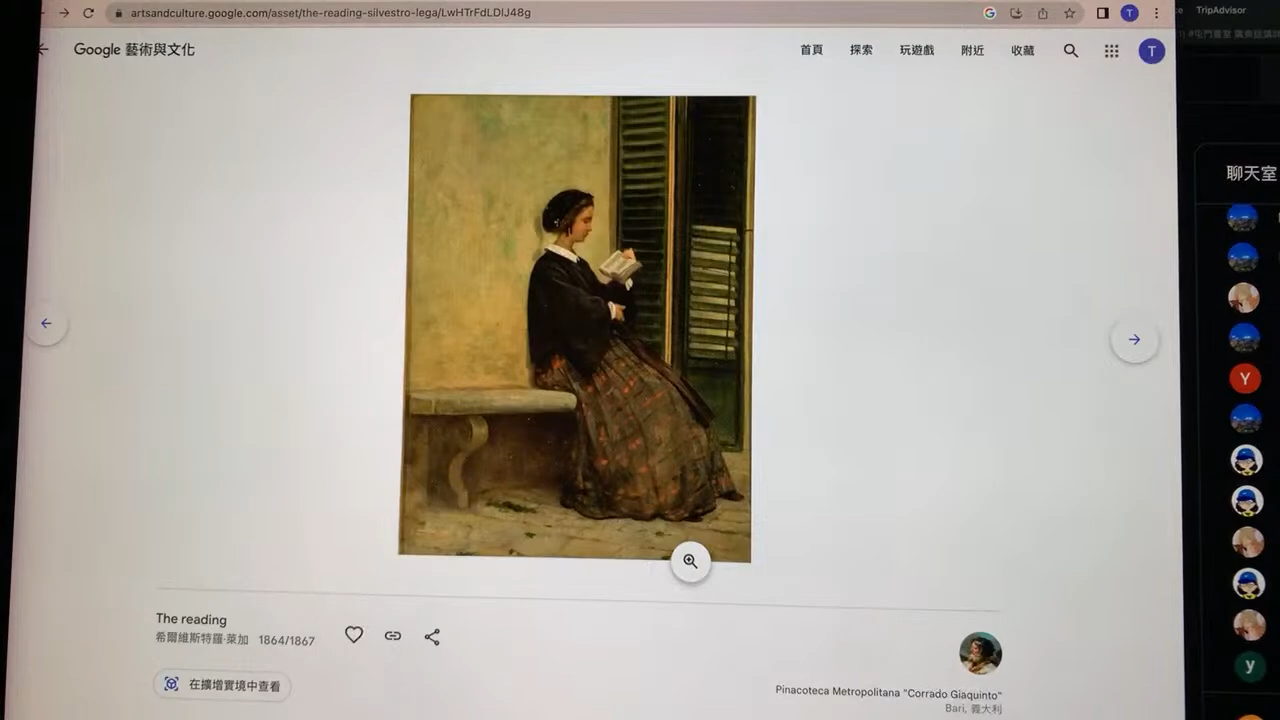 artsandculture.google.com/asset/the-reading-silvestro-lega/LwHTrFdLDIJ48g
T
TripAdvisor
Google 藝術與文化
首頁 探索 玩遊戲 附近 收藏
T
聊天室
Y
y
The reading
希爾維斯特羅·萊加 1864/1867
在擴增實境中查看
Pinacoteca Metropolitana "Corrado Giaquinto"
Bari, 義大利